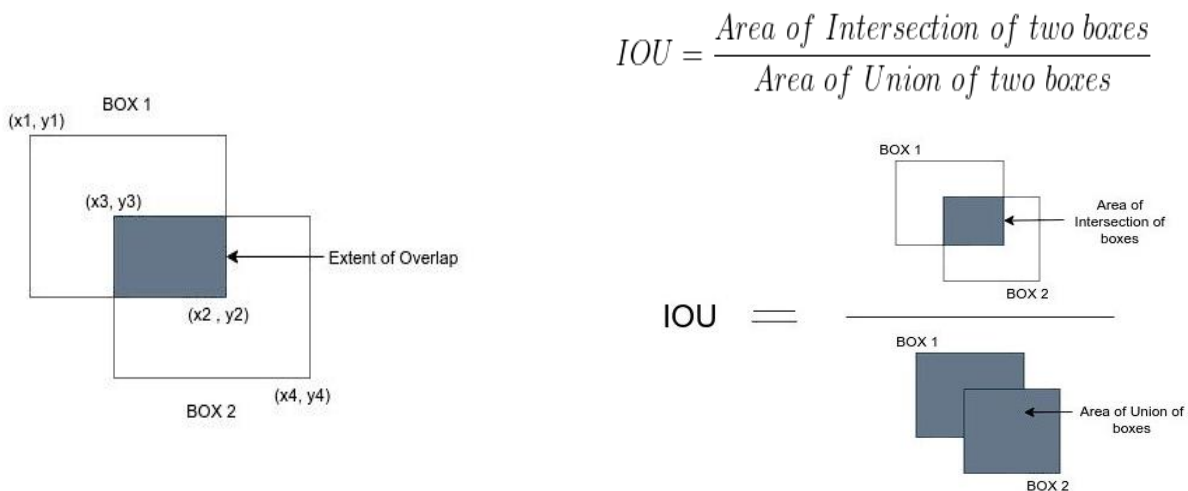 BOX 1
(x1, y1)
(x3, y3)
Extent of Overlap
(x2 , y2)
(x4, y4)
BOX 2
IOU = Area of Intersection of two boxes
Area of Union of two boxes
BOX 1
Area of
Intersection of
boxes
BOX 2
IOU =
BOX 1
Area of Union of
boxes
BOX 2